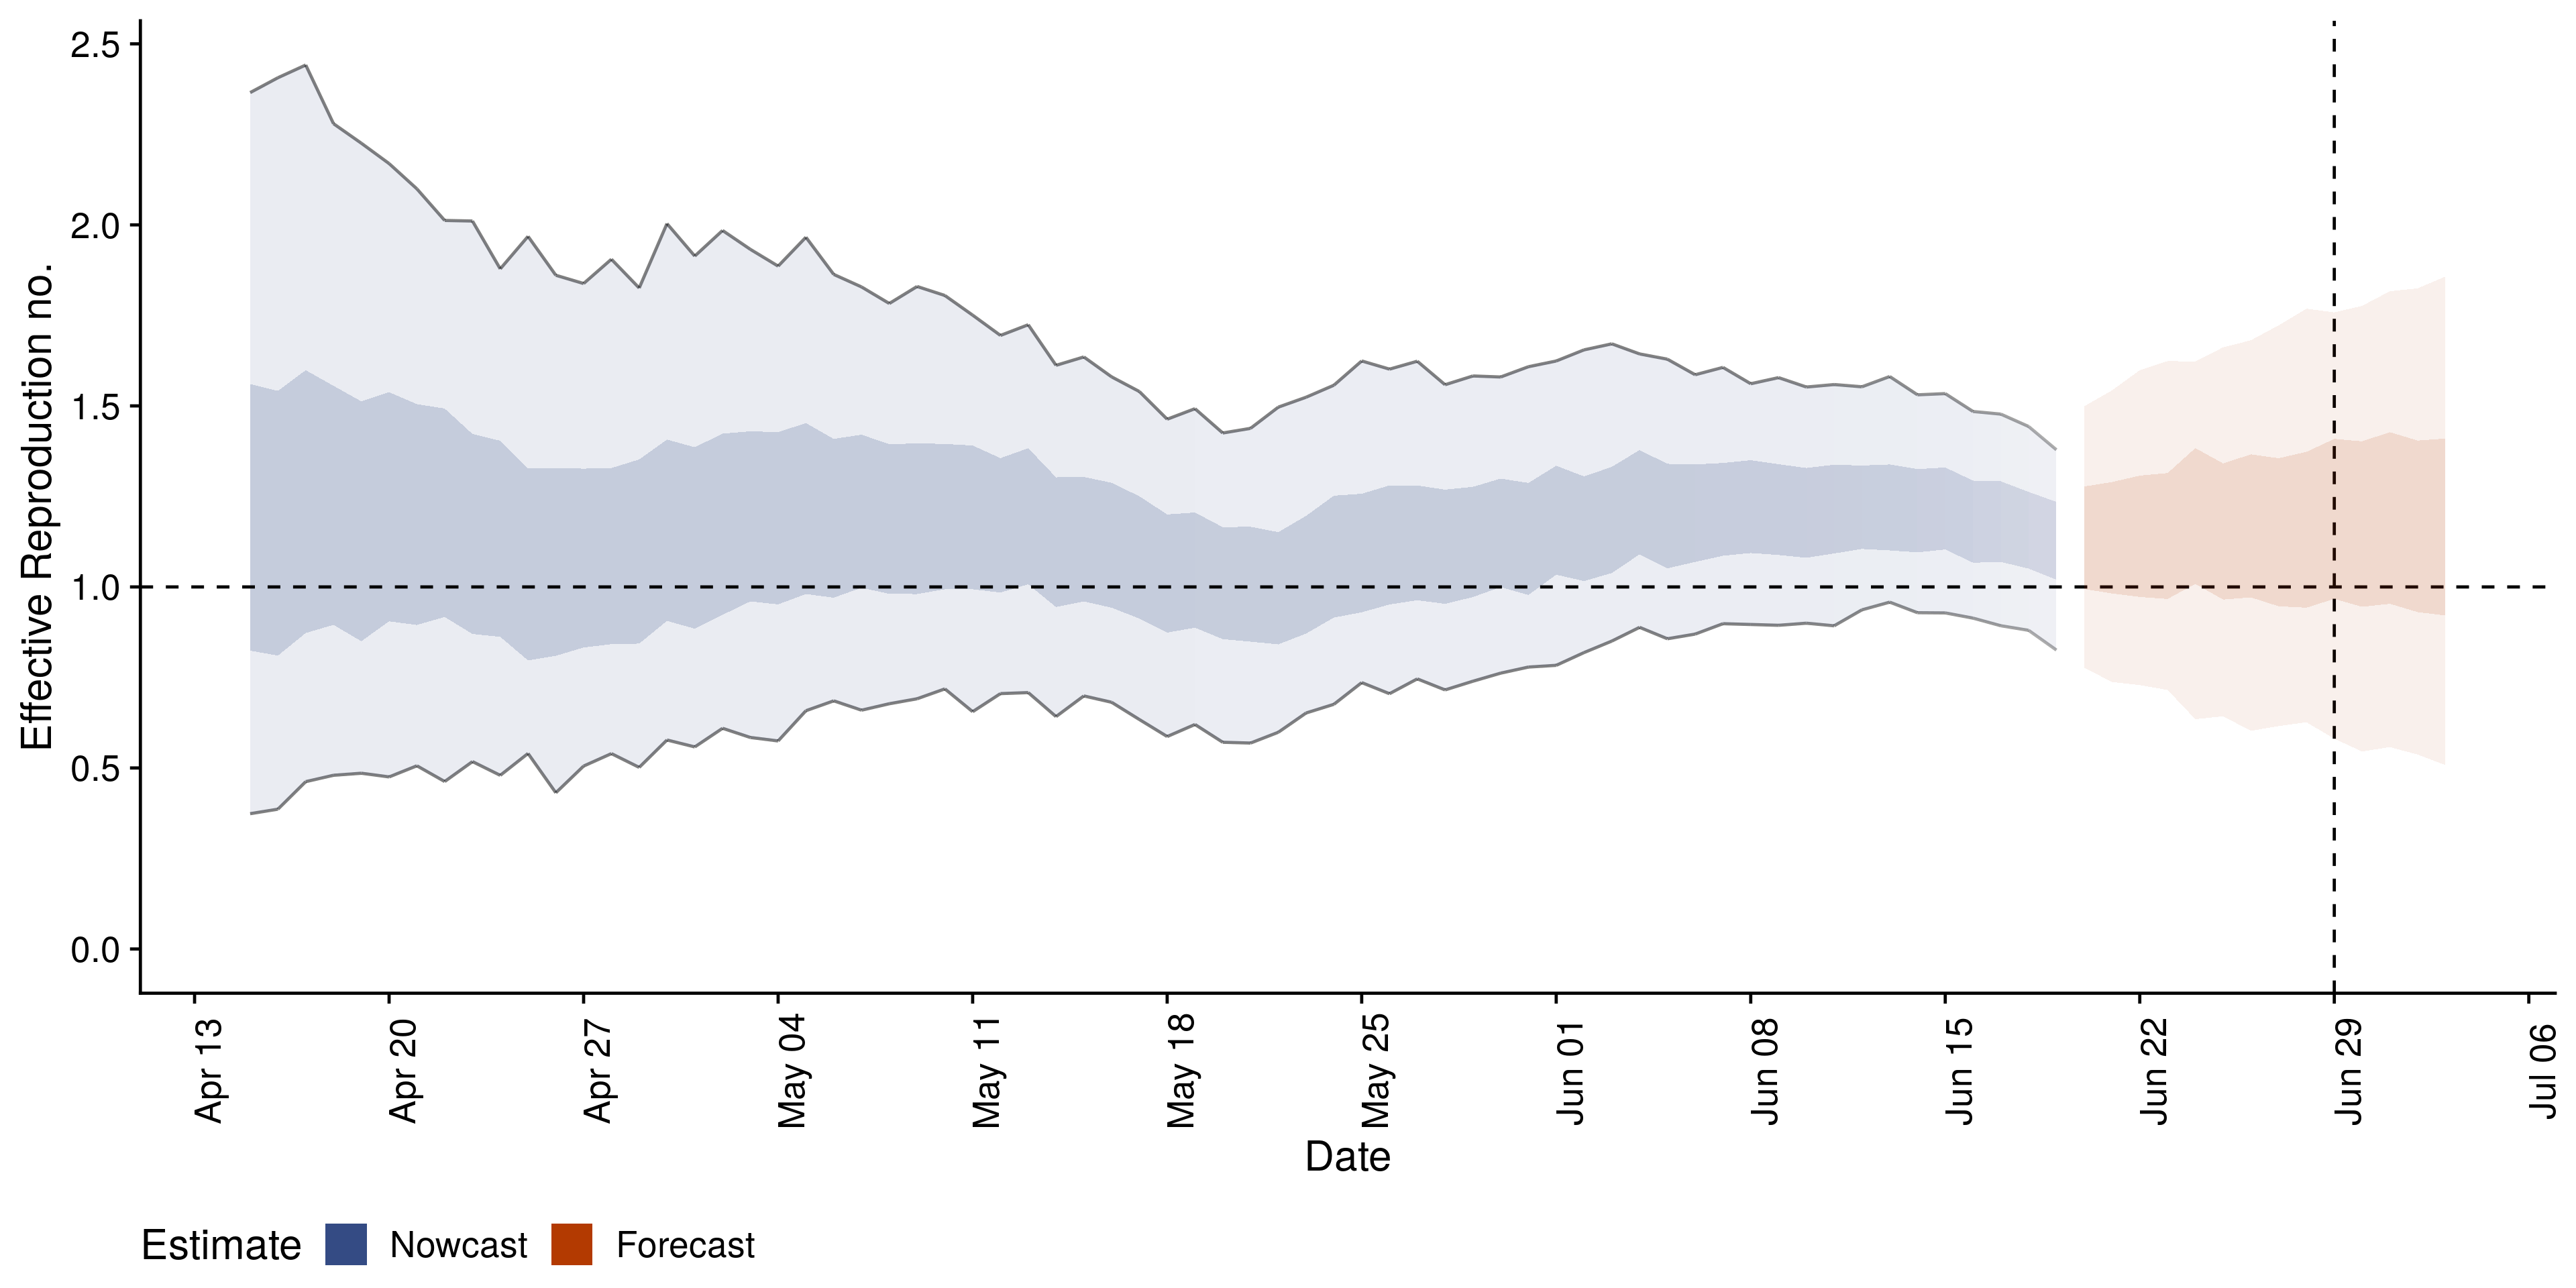 Effective Reproduction no.
2.5
2.0
1.5
1.0
0.5
0.0
Apr 13
Apr 20
Apr 27
May 04
May 11
May 18
May 25
Jun 01
Jun 08
Jun 15
Jun 22
Jun 29
Jul 06
Date
Estimate Nowcast Forecast